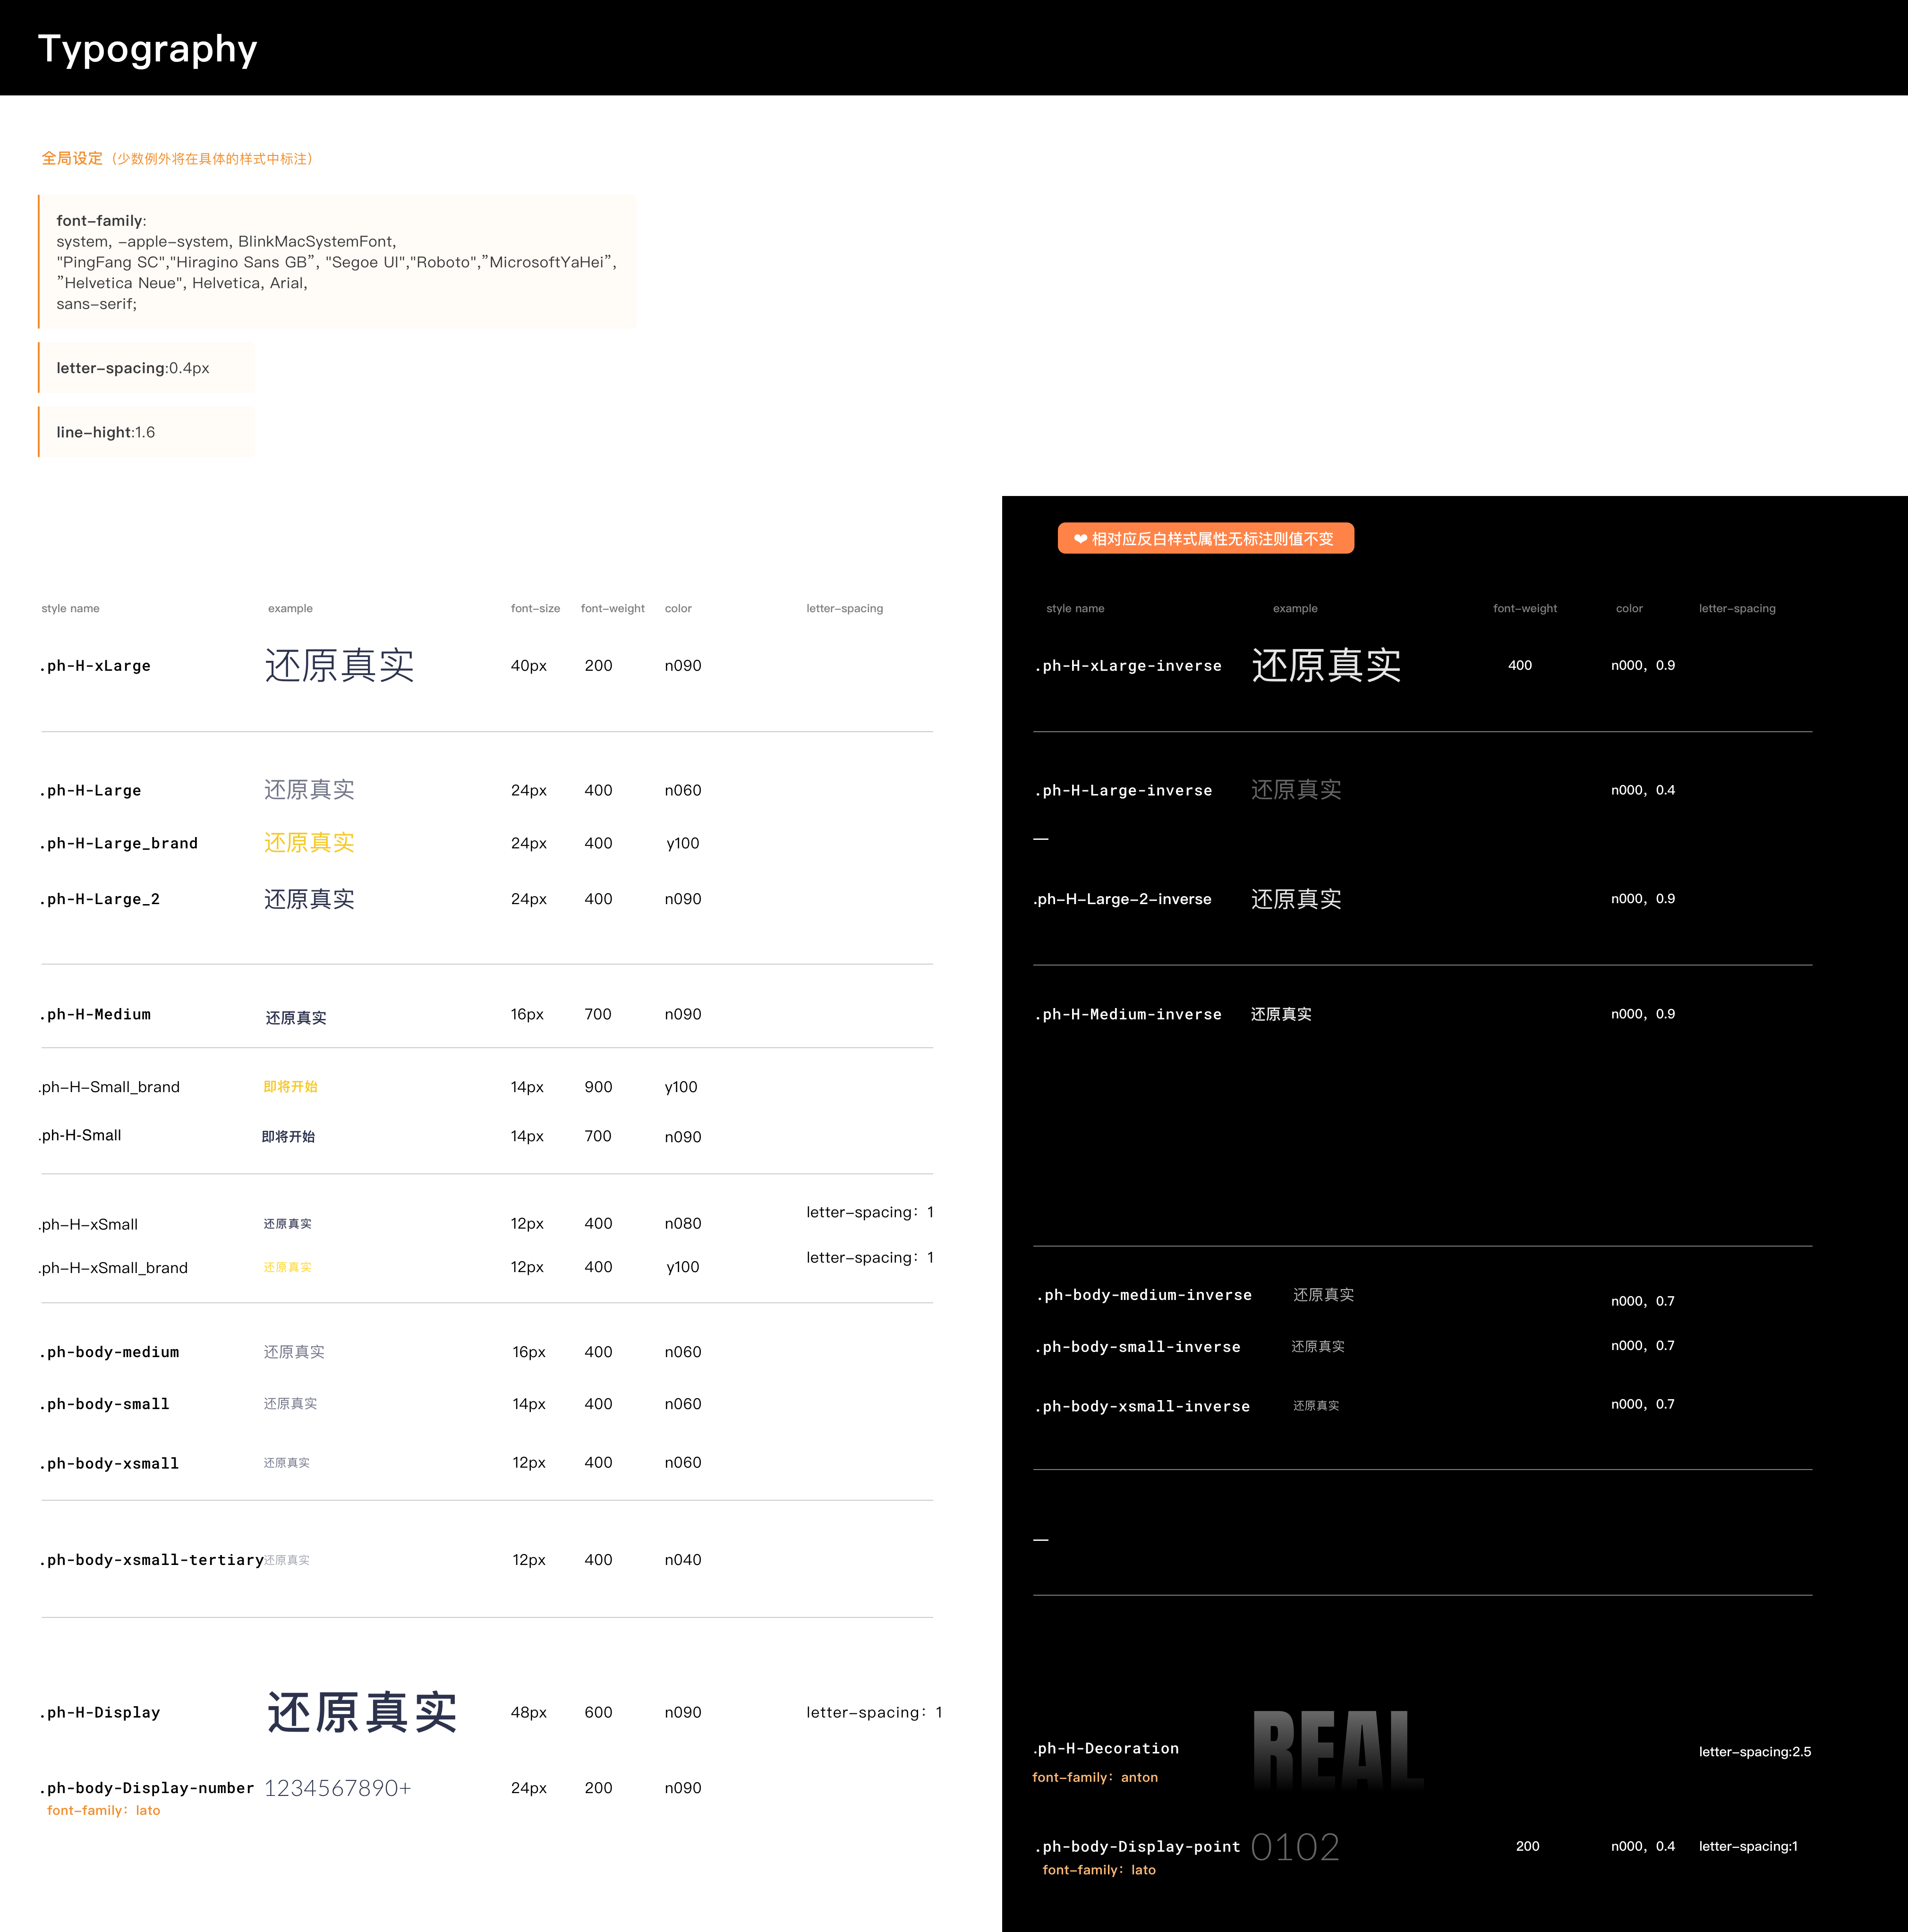 Typography
全局设定（少数例外将在具体的样式中标注）
font-family:
system, -apple-system, BlinkMacSystemFont,
"PingFang SC","Hiragino Sans GB”, "Segoe UI","Roboto",”MicrosoftYaHei”,
”Helvetica Neue", Helvetica, Arial,
sans-serif;
letter-spacing:0.4px
line-hight:1.6
style name example font-size font-weight color letter-spacing
.ph-H-xLarge 还原真实 40px 200 n090
.ph-H-Large 还原真实 24px 400 n060
.ph-H-Large_brand 还原真实 24px 400 y100
.ph-H-Large_2 还原真实 24px 400 n090
.ph-H-Medium 还原真实 16px 700 n090
.ph-H-Small_brand 即将开始 14px 900 y100
.ph-H-Small 即将开始 14px 700 n090
.ph-H-xSmall 还原真实 12px 400 n080 letter-spacing：1
.ph-H-xSmall_brand 还原真实 12px 400 y100 letter-spacing：1
.ph-body-medium 还原真实 16px 400 n060
.ph-body-small 还原真实 14px 400 n060
.ph-body-xsmall 还原真实 12px 400 n060
.ph-body-xsmall-tertiary 还原真实 12px 400 n040
.ph-H-Display 还原真实 48px 600 n090 letter-spacing：1
.ph-body-Display-number 1234567890+ 24px 200 n090
font-family：lato
❤ 相对应反白样式属性无标注则值不变
style name example font-weight color letter-spacing
.ph-H-xLarge-inverse 还原真实 400 n000，0.9
.ph-H-Large-inverse 还原真实 n000，0.4
—
.ph-H-Large-2-inverse 还原真实 n000，0.9
.ph-H-Medium-inverse 还原真实 n000，0.9
.ph-body-medium-inverse 还原真实 n000，0.7
.ph-body-small-inverse 还原真实 n000，0.7
.ph-body-xsmall-inverse 还原真实 n000，0.7
—
.ph-H-Decoration REAL letter-spacing:2.5
font-family：anton
.ph-body-Display-point 0102 200 n000，0.4 letter-spacing:1
font-family：lato